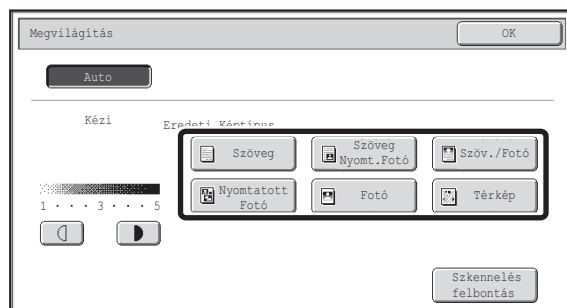 Megvilágítás
OK
Auto
Kézi
Eredeti Képtípus
Szöveg
Szöveg
Nyomt.Fotó
Szöv./Fotó
Nyomtatott
Fotó
Fotó
Térkép
1 · · · 3 · · · 5
Szkennelés
felbontás